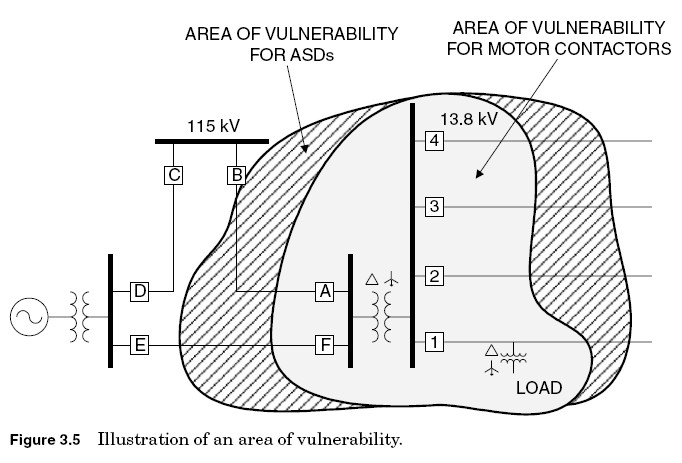 AREA OF VULNERABILITY
FOR ASDs
AREA OF VULNERABILITY
FOR MOTOR CONTACTORS
115 kV
13.8 kV
4
C
B
3
2
D
A
1
E
F
LOAD
Figure 3.5 Illustration of an area of vulnerability.